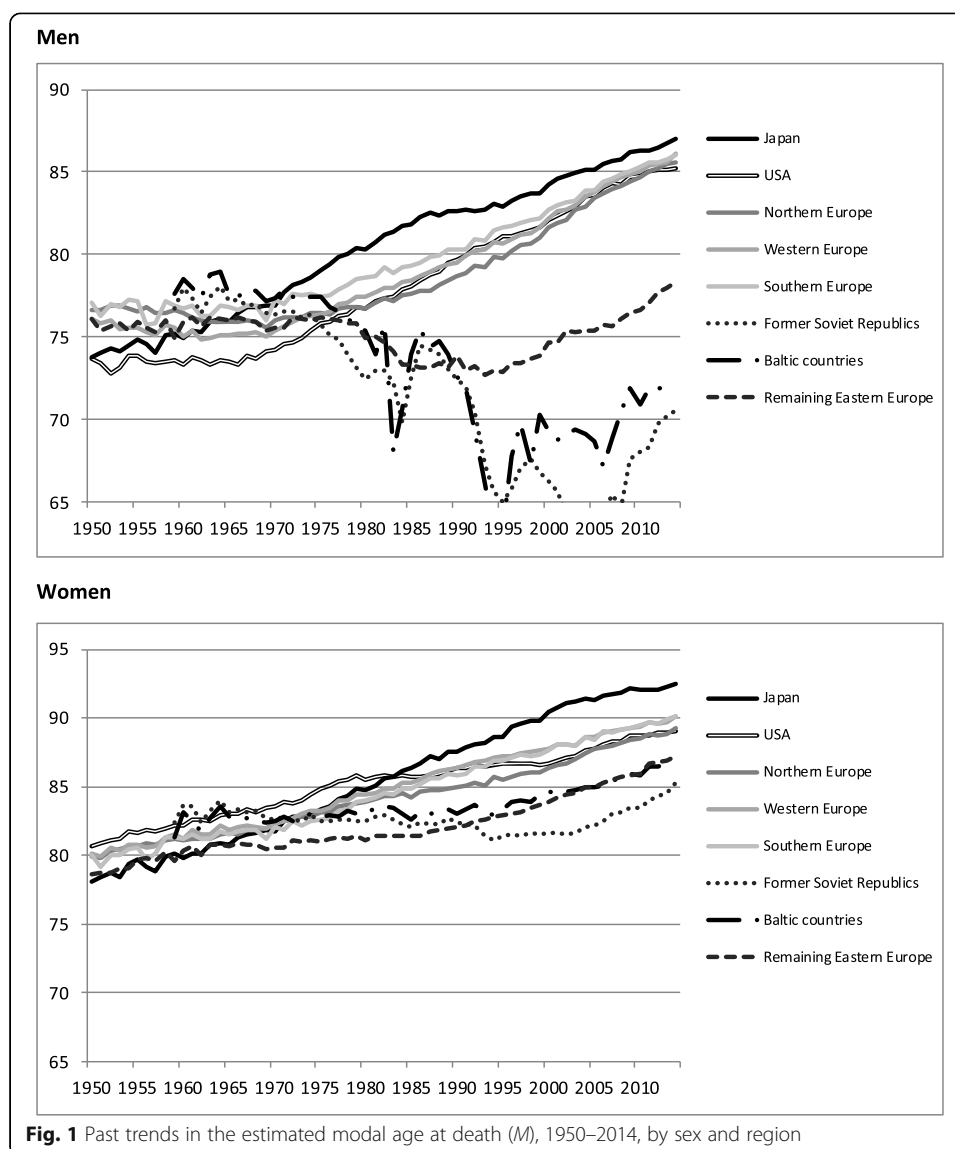 Men
90
85
80
75
70
65
1950 1955 1960 1965 1970 1975 1980 1985 1990 1995 2000 2005 2010
Japan
USA
Northern Europe
Western Europe
Southern Europe
Former Soviet Republics
Baltic countries
Remaining Eastern Europe
Women
95
90
85
80
75
70
65
1950 1955 1960 1965 1970 1975 1980 1985 1990 1995 2000 2005 2010
Japan
USA
Northern Europe
Western Europe
Southern Europe
Former Soviet Republics
Baltic countries
Remaining Eastern Europe
Fig. 1 Past trends in the estimated modal age at death (M), 1950–2014, by sex and region